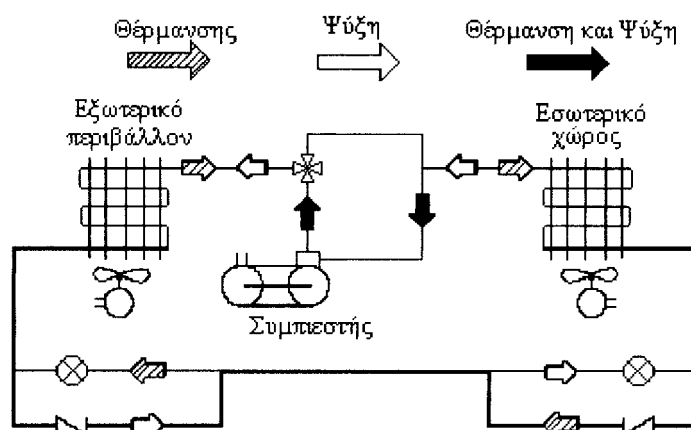 Θέρμανσης
Ψύξη
Θέρμανση και Ψύξη
Εξωτερικό
περιβάλλον
Εσωτερικό
χώρος
Συμπιεστής